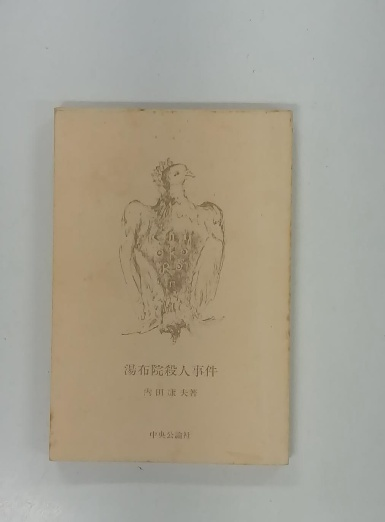 湯布院殺人事件
内田康夫著
中央公論社